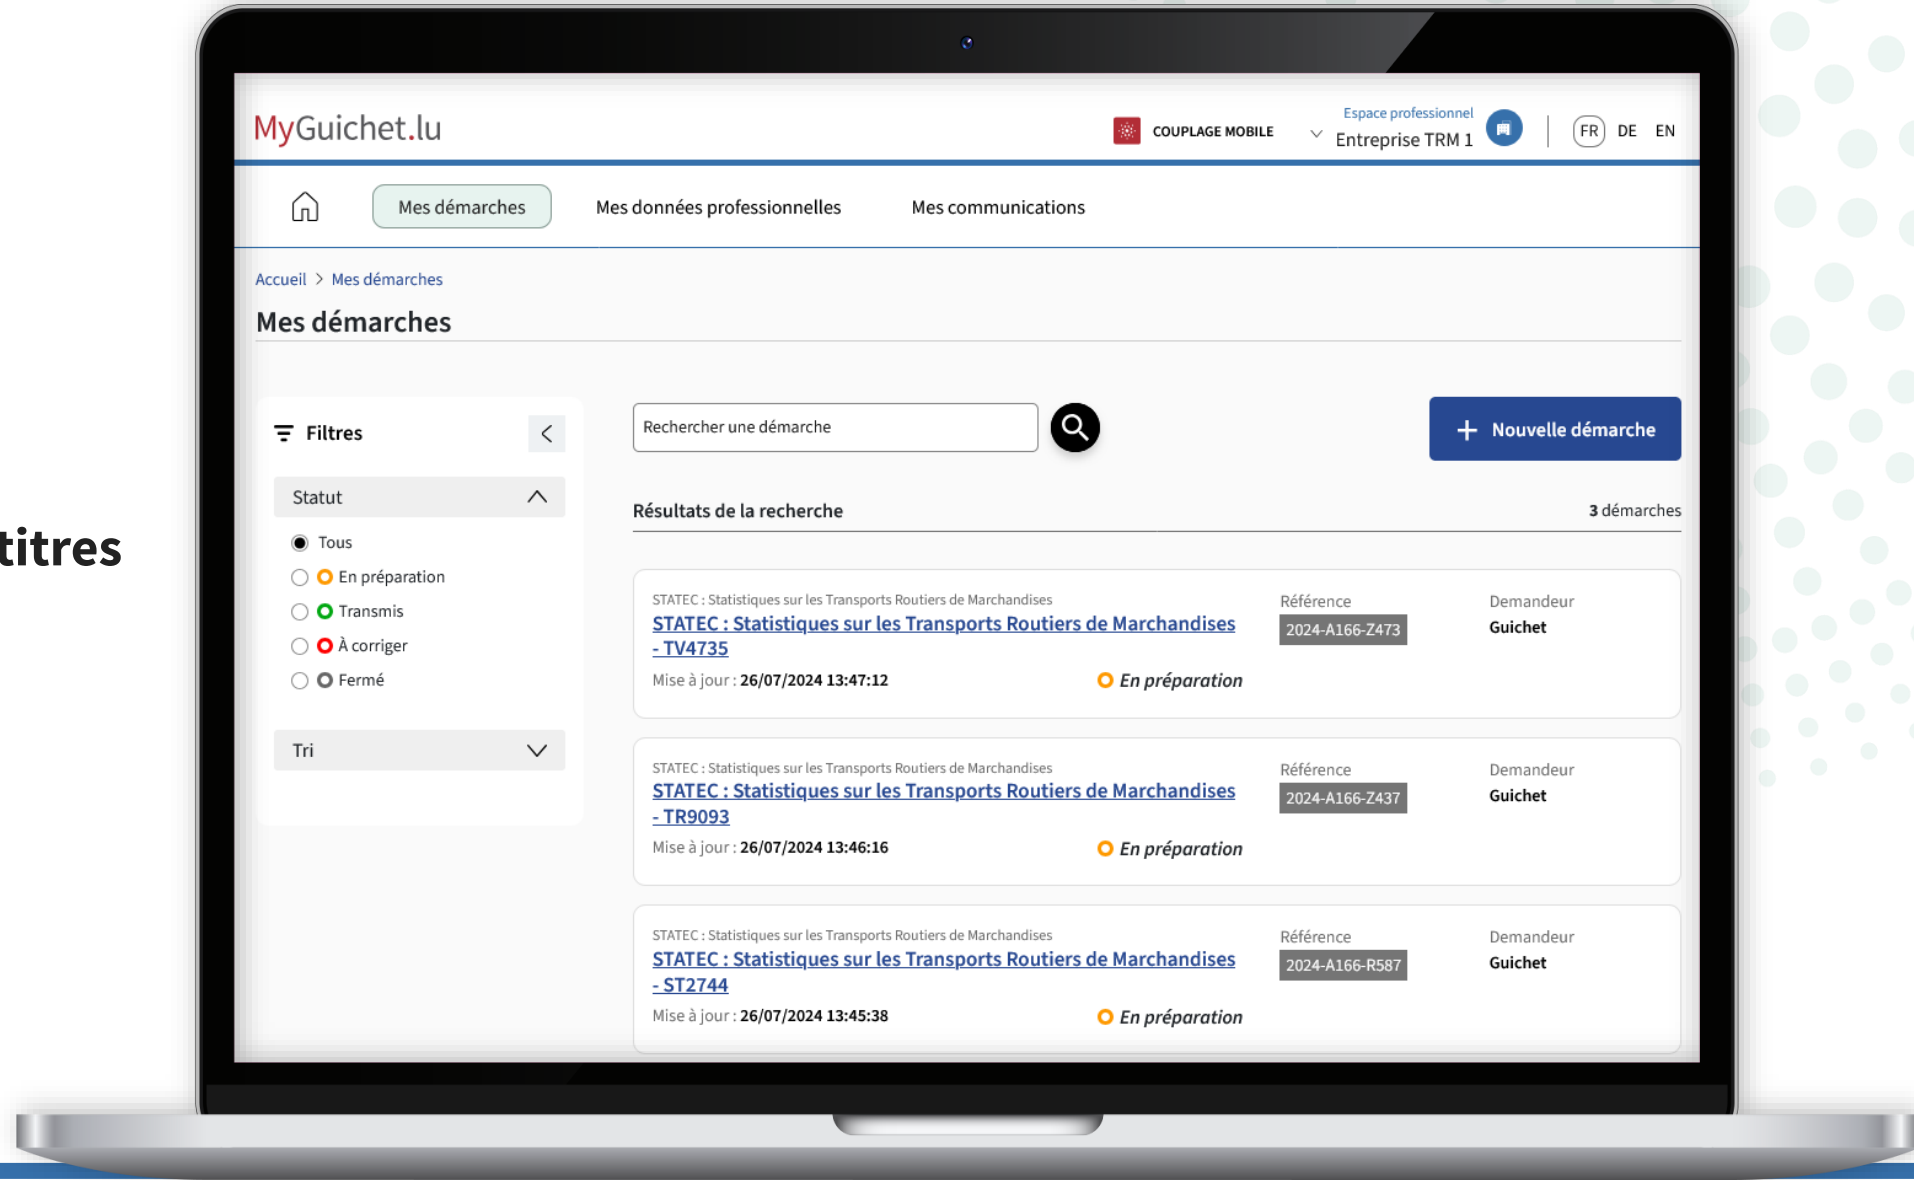 MyGuichet.lu
COUPLAGE MOBILE
Espace professionnel
Entreprise TRM 1
FR DE EN
Mes démarches
Mes données professionnelles
Mes communications
Accueil > Mes démarches
Mes démarches
Filtres
Statut
Tous
En préparation
Transmis
À corriger
Fermé
Tri
titres
Rechercher une démarche
+ Nouvelle démarche
Résultats de la recherche
3 démarches
STATEC : Statistiques sur les Transports Routiers de Marchandises
STATEC : Statistiques sur les Transports Routiers de Marchandises
- TV4735
Mise à jour : 26/07/2024 13:47:12
En préparation
Référence
2024-A166-Z473
Demandeur
Guichet
STATEC : Statistiques sur les Transports Routiers de Marchandises
STATEC : Statistiques sur les Transports Routiers de Marchandises
- TR9093
Mise à jour : 26/07/2024 13:46:16
En préparation
Référence
2024-A166-Z437
Demandeur
Guichet
STATEC : Statistiques sur les Transports Routiers de Marchandises
STATEC : Statistiques sur les Transports Routiers de Marchandises
- ST2744
Mise à jour : 26/07/2024 13:45:38
En préparation
Référence
2024-A166-R587
Demandeur
Guichet